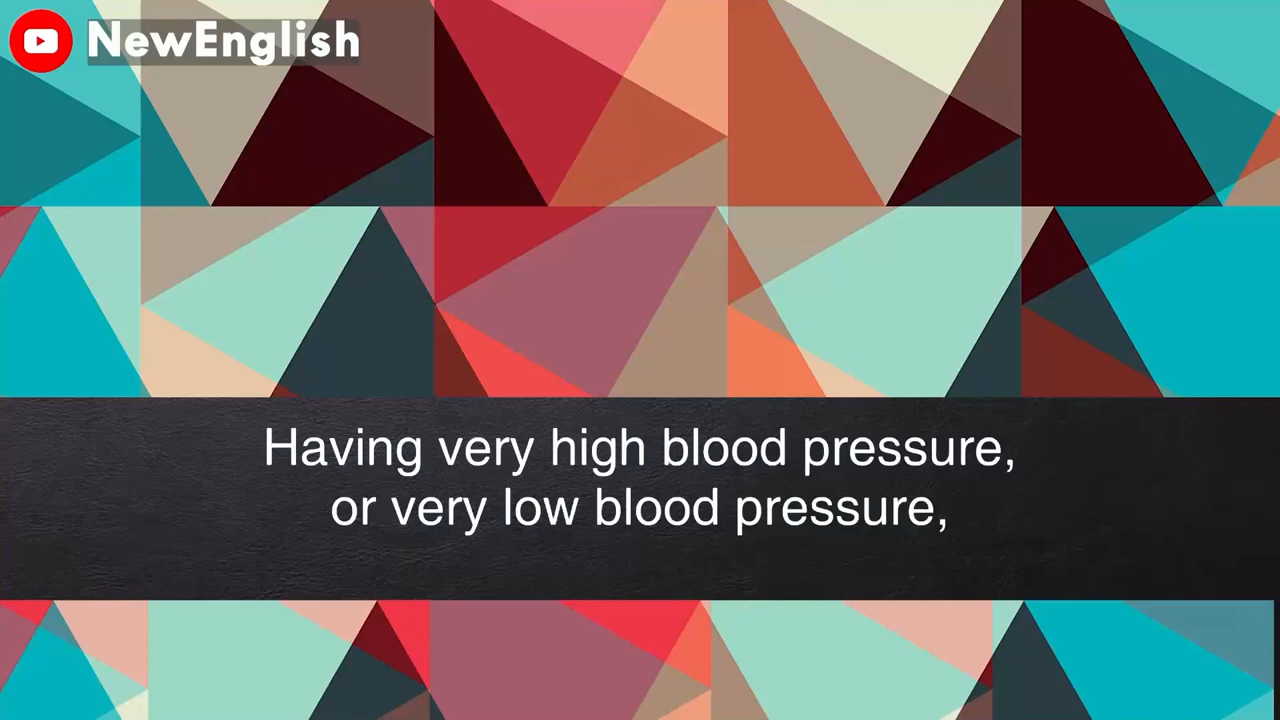 NewEnglish
Having very high blood pressure,
or very low blood pressure,